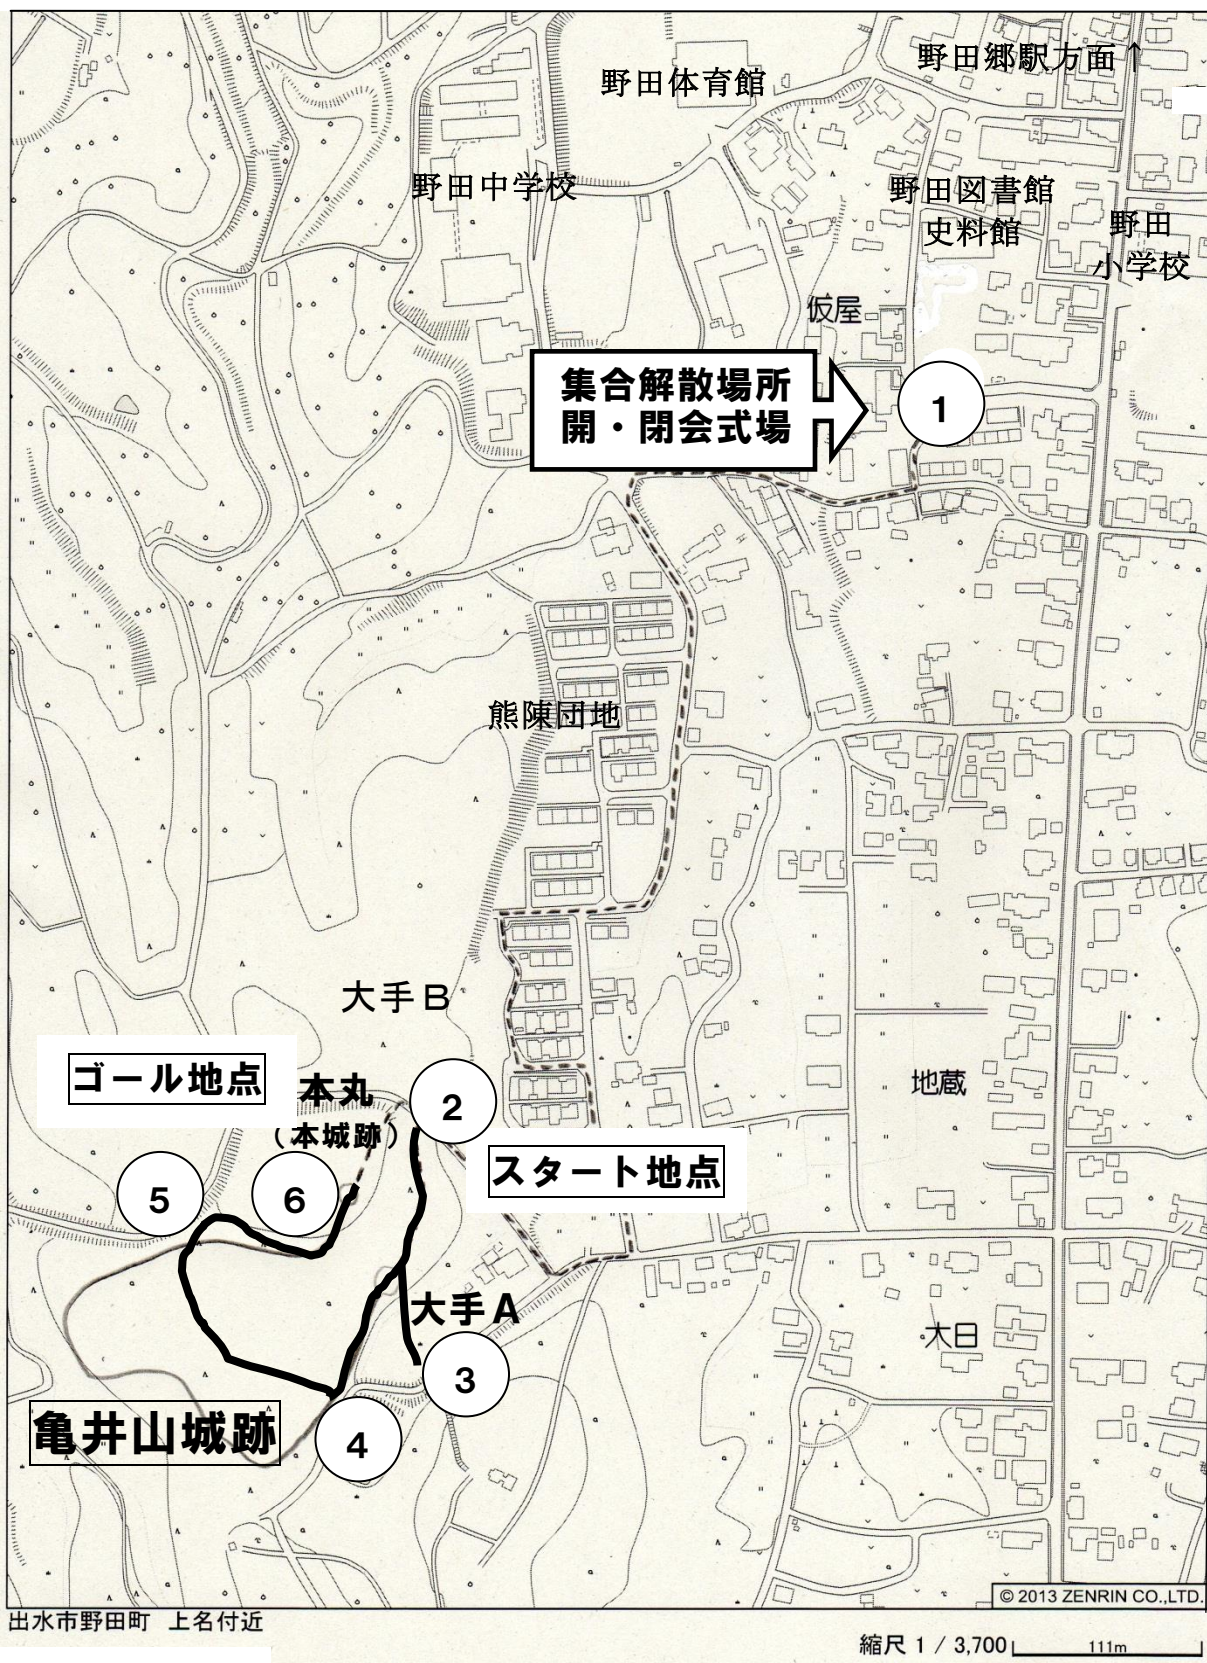 野田郷駅方面↑
野田体育館
野田中学校
野田図書館
史料館
野田
小学校
仮屋
集合解散場所
開・閉会式場
1
熊陳団地
大手B
ゴール地点
本丸
(本城跡)
2
地蔵
スタート地点
5
6
大手A
大日
3
亀井山城跡
4
© 2013 ZENRIN CO.,LTD.
出水市野田町 上名付近
縮尺 1 / 3,700
111m